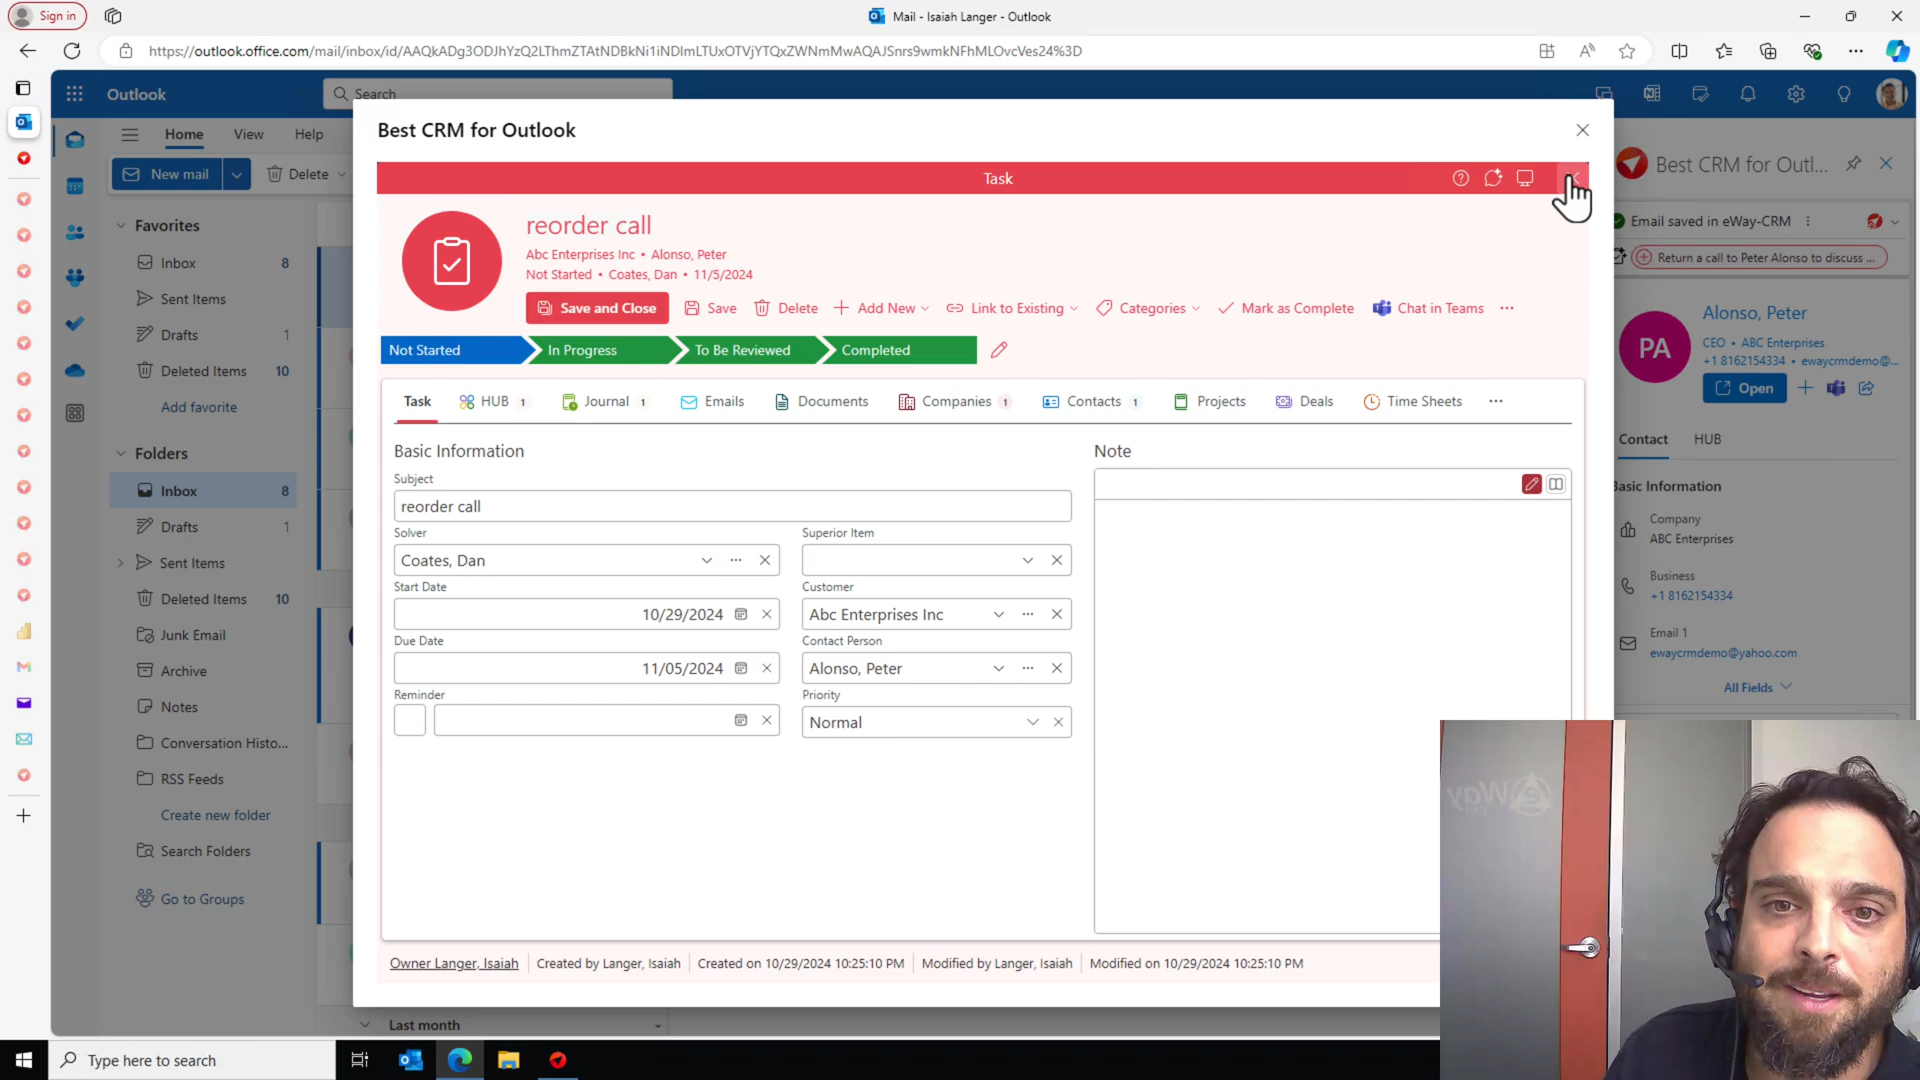 Sign in
Mail - Isaiah Langer - Outlook
https://outlook.office.com/mail/inbox/id/AAQkADg3ODJhYzQ2LThmZTAtNDBkNi1iNDlmLTUxOTVjYTQxZWNmMwAQAJSnrs9wmkNFhMLOvcVes24%3D
Outlook
Search
Home View Help
New mail Delete
Favorites
Inbox 8
Sent Items
Drafts 1
Deleted Items 10
Add favorite
Folders
Inbox 8
Drafts 1
Sent Items
Deleted Items 10
Junk Email
Archive
Notes
Conversation Histo...
RSS Feeds
Create new folder
Search Folders
Go to Groups
Last month
Best CRM for Outlook
Task
reorder call
Abc Enterprises Inc • Alonso, Peter
Not Started • Coates, Dan • 11/5/2024
Save and Close Save Delete Add New Link to Existing Categories Mark as Complete Chat in Teams
Not Started In Progress To Be Reviewed Completed
Task HUB 1 Journal 1 Emails Documents Companies 1 Contacts 1 Projects Deals Time Sheets
Basic Information
Subject
reorder call
Solver
Coates, Dan
Start Date
10/29/2024
Due Date
11/05/2024
Reminder
Superior Item
Customer
Abc Enterprises Inc
Contact Person
Alonso, Peter
Priority
Normal
Note
Owner Langer, Isaiah Created by Langer, Isaiah Created on 10/29/2024 10:25:10 PM Modified by Langer, Isaiah Modified on 10/29/2024 10:25:10 PM
Best CRM for Outl...
Email saved in eWay-CRM
Return a call to Peter Alonso to discuss ...
PA
Alonso, Peter
CEO • ABC Enterprises
+1 8162154334 • ewaycrmdemo@...
Open
Contact HUB
Basic Information
Company
ABC Enterprises
Business
+1 8162154334
Email 1
ewaycrmdemo@yahoo.com
All Fields
eWay
Type here to search